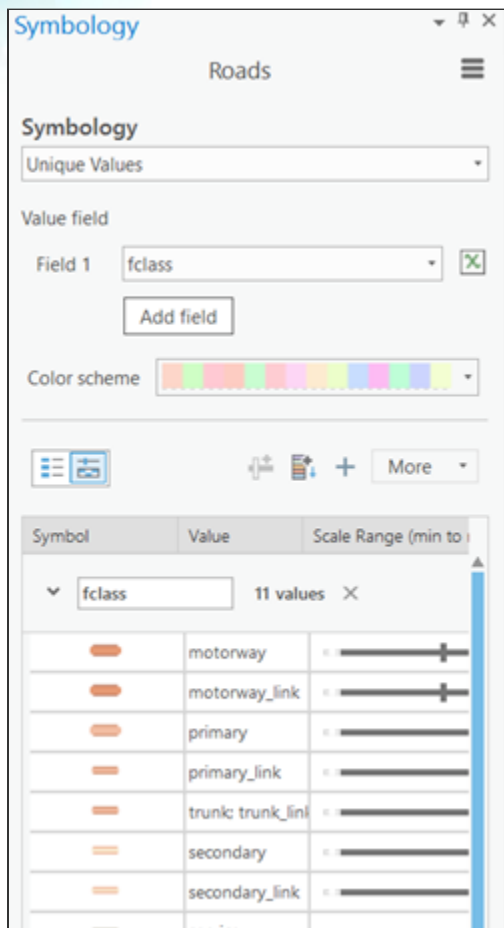 Symbology
Roads
Symbology
Unique Values
Value field
Field 1 fclass
Add field
Color scheme
More
Symbol Value Scale Range (min to
fclass 11 values
motorway
motorway_link
primary
primary_link
trunk; trunk_link
secondary
secondary_link